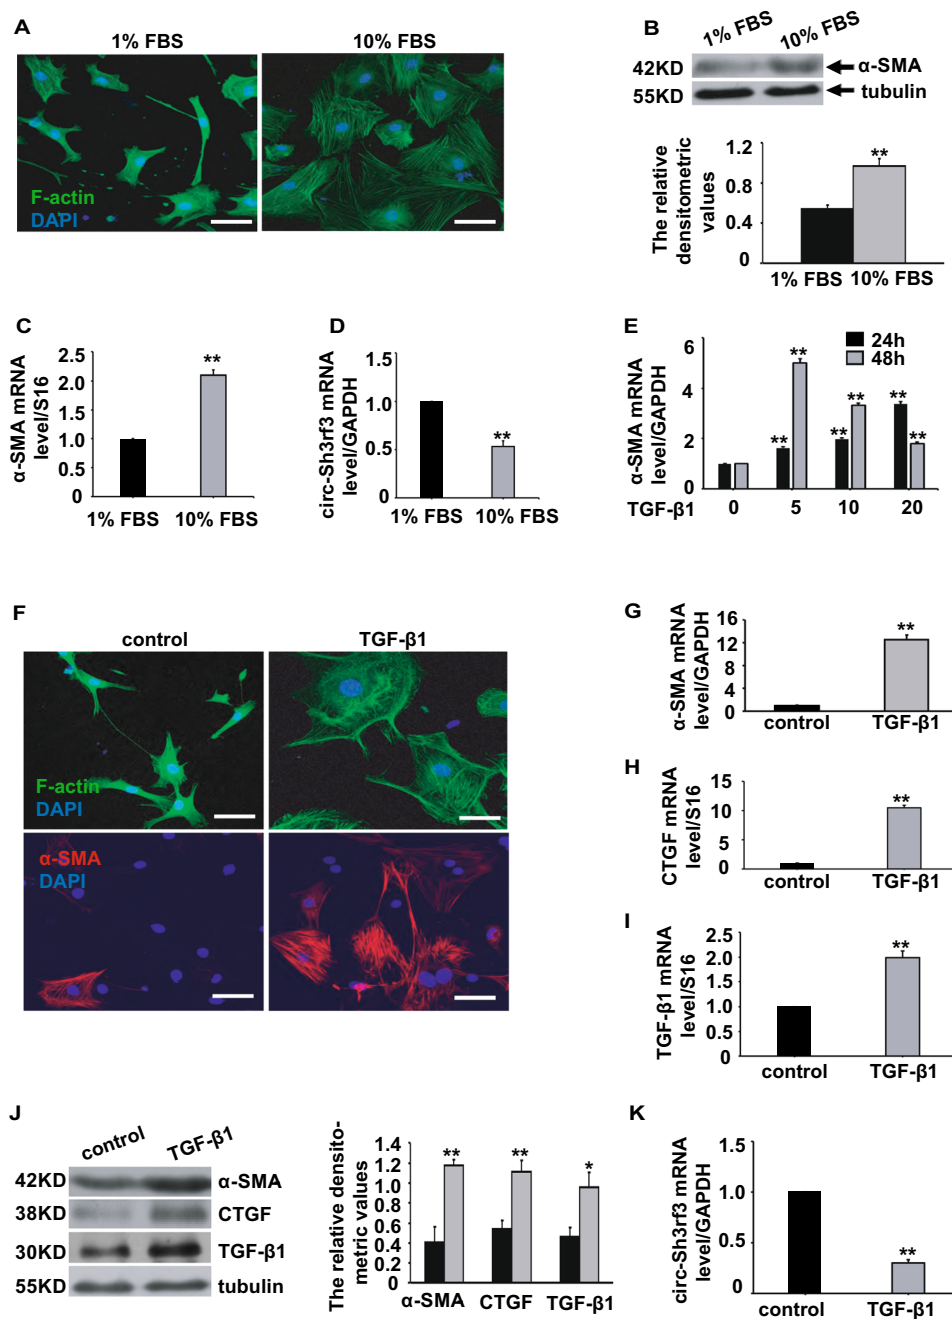 A
1% FBS
10% FBS
F-actin
DAPI
B
1% FBS
10% FBS
42KD
α-SMA
55KD
tubulin
The relative
densitometric
values
1.2
0.8
0.4
0
1% FBS
10% FBS
C
α-SMA mRNA
level/S16
2.5
2.0
1.5
1.0
0.5
0
**
1% FBS
10% FBS
D
circ-Sh3rf3 mRNA
level/GAPDH
1.5
1.0
0.5
0
**
1% FBS
10% FBS
E
α-SMA mRNA
level/GAPDH
24h
48h
6
4
2
0
**
**
**
**
**
**
TGF-β1
0
5
10
20
F
control
TGF-β1
F-actin
DAPI
α-SMA
DAPI
G
α-SMA mRNA
level/GAPDH
16
12
8
4
0
**
control
TGF-β1
H
CTGF mRNA
level/S16
15
10
5
0
**
control
TGF-β1
I
TGF-β1 mRNA
level/S16
2.5
2.0
1.5
1.0
0.5
0
**
control
TGF-β1
J
control
TGF-β1
42KD
α-SMA
38KD
CTGF
30KD
TGF-β1
55KD
tubulin
The relative densito-
metric values
1.4
1.2
1.0
0.8
0.6
0.4
0.2
0
**
**
*
α-SMA
CTGF
TGF-β1
K
circ-Sh3rf3 mRNA
level/GAPDH
1.5
1.0
0.5
0
**
control
TGF-β1